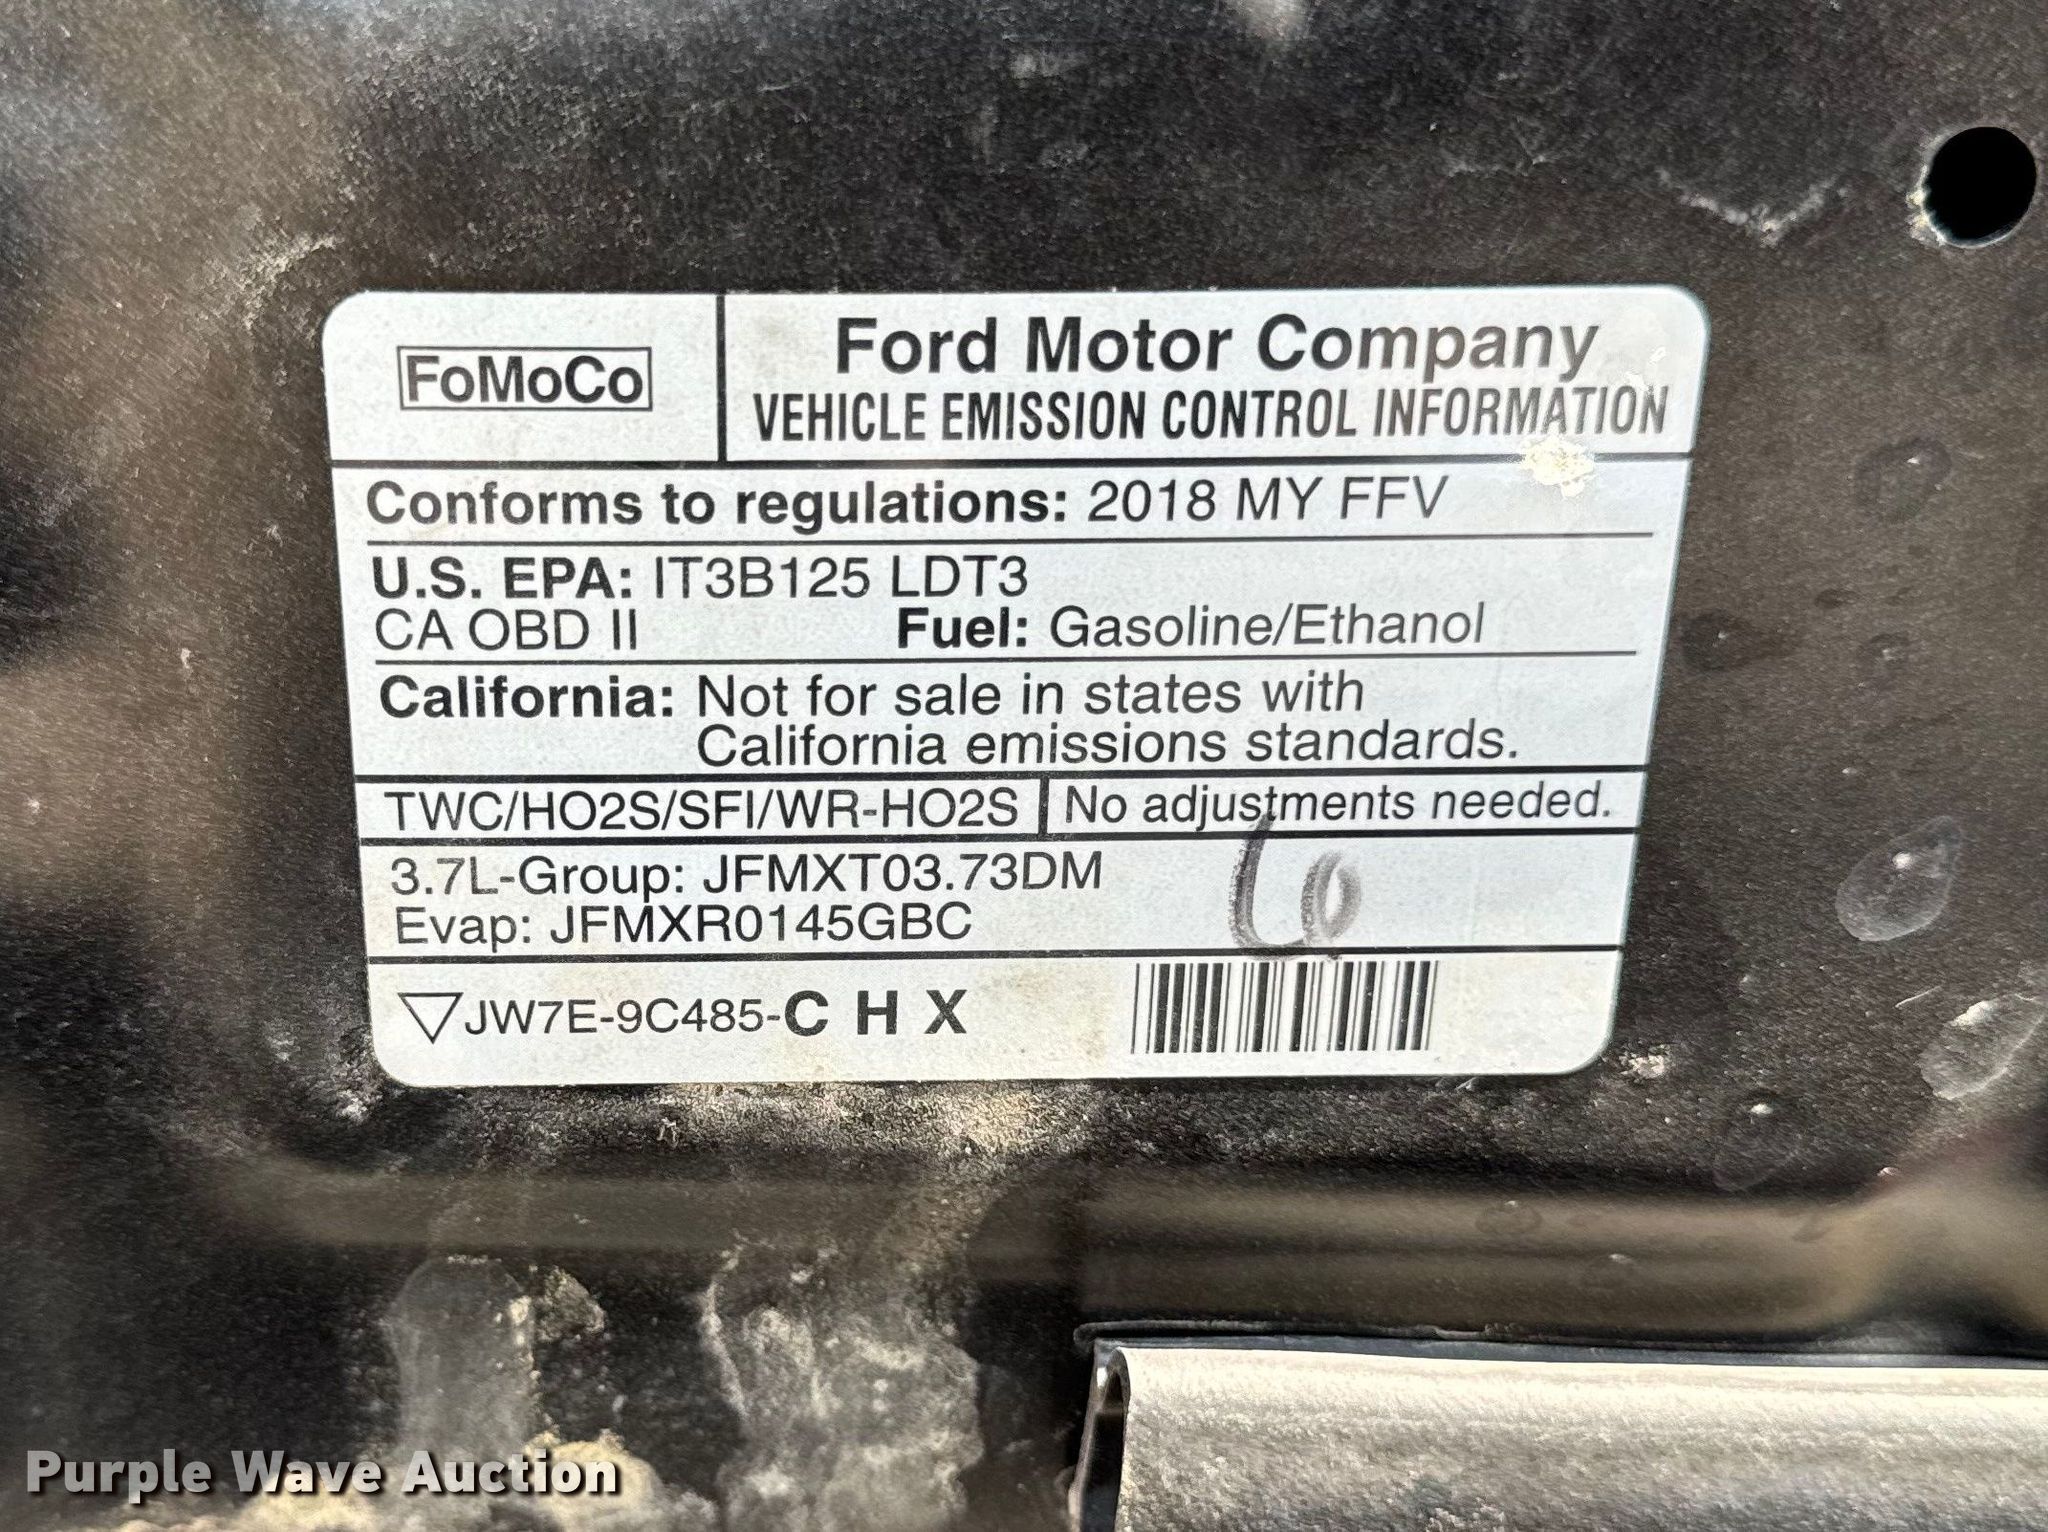 FoMoCo
Ford Motor Company
VEHICLE EMISSION CONTROL INFORMATION
Conforms to regulations: 2018 MY FFV
U.S. EPA: IT3B125 LDT3
CA OBD II Fuel: Gasoline/Ethanol
California: Not for sale in states with
California emissions standards.
TWC/HO2S/SFI/WR-HO2S No adjustments needed.
3.7L-Group: JFMXT03.73DM
Evap: JFMXR0145GBC
JW7E-9C485-C H X
Purple Wave Auction